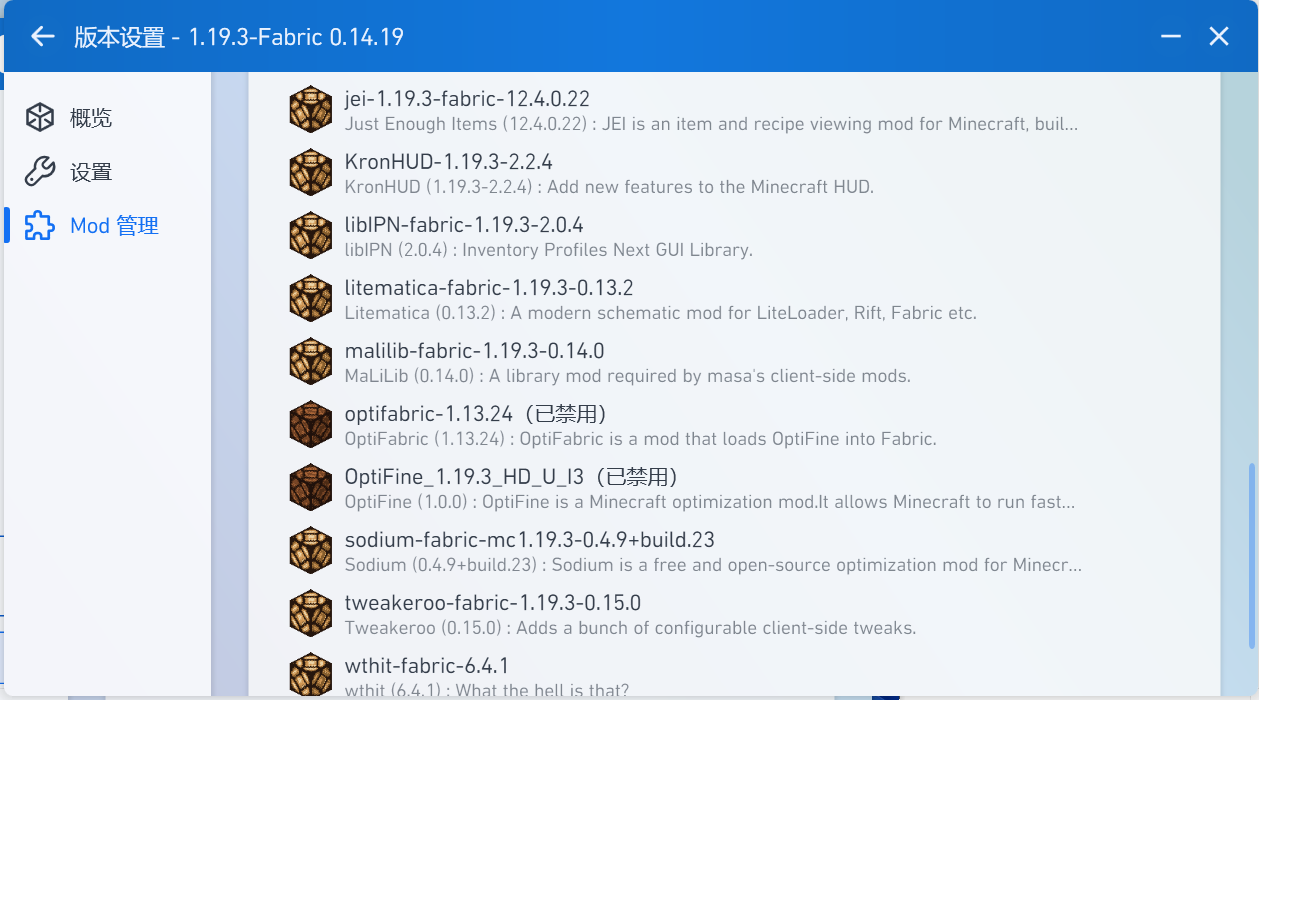 版本设置 - 1.19.3-Fabric 0.14.19
概览
设置
Mod 管理
jei-1.19.3-fabric-12.4.0.22
Just Enough Items (12.4.0.22) : JEI is an item and recipe viewing mod for Minecraft, buil...
KronHUD-1.19.3-2.2.4
KronHUD (1.19.3-2.2.4) : Add new features to the Minecraft HUD.
libIPN-fabric-1.19.3-2.0.4
libIPN (2.0.4) : Inventory Profiles Next GUI Library.
litematica-fabric-1.19.3-0.13.2
Litematica (0.13.2) : A modern schematic mod for LiteLoader, Rift, Fabric etc.
malilib-fabric-1.19.3-0.14.0
MaLiLib (0.14.0) : A library mod required by masa's client-side mods.
optifabric-1.13.24（已禁用）
OptiFabric (1.13.24) : OptiFabric is a mod that loads OptiFine into Fabric.
OptiFine_1.19.3_HD_U_I3（已禁用）
OptiFine (1.0.0) : OptiFine is a Minecraft optimization mod.It allows Minecraft to run fast...
sodium-fabric-mc1.19.3-0.4.9+build.23
Sodium (0.4.9+build.23) : Sodium is a free and open-source optimization mod for Minecr...
tweakeroo-fabric-1.19.3-0.15.0
Tweakeroo (0.15.0) : Adds a bunch of configurable client-side tweaks.
wthit-fabric-6.4.1
wthit (6.4.1) : What the hell is that?